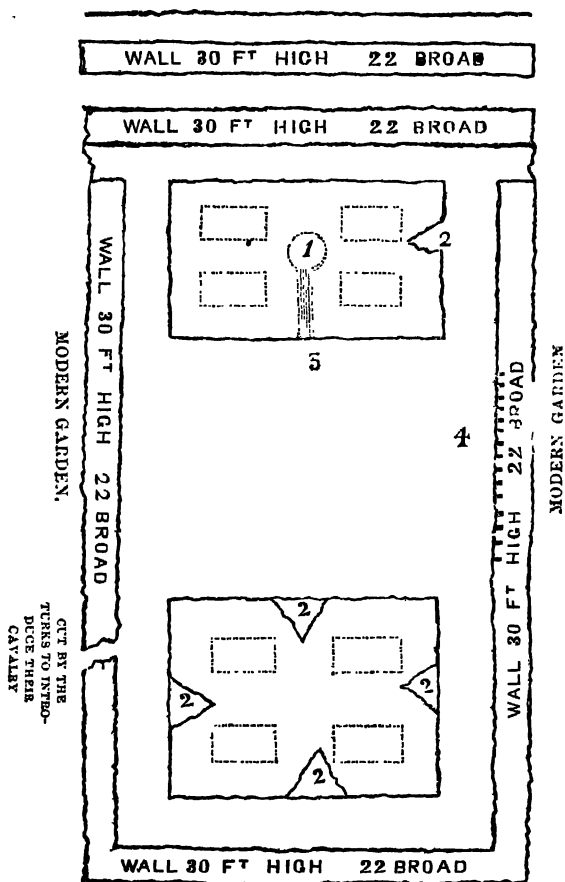 WALL 30 FT HIGH 22 BROAD
WALL 30 FT HIGH 22 BROAD
1
2
WALL 30 FT HIGH 22 BROAD
MODERN GARDEN.
3
4
WALL 30 FT HIGH 22 BROAD
MODERN GARDEN
2
2
2
2
CUT BY THE
TURKS TO INTRO-
DUCE THEIR
CAVALRY
WALL 30 FT HIGH 22 BROAD